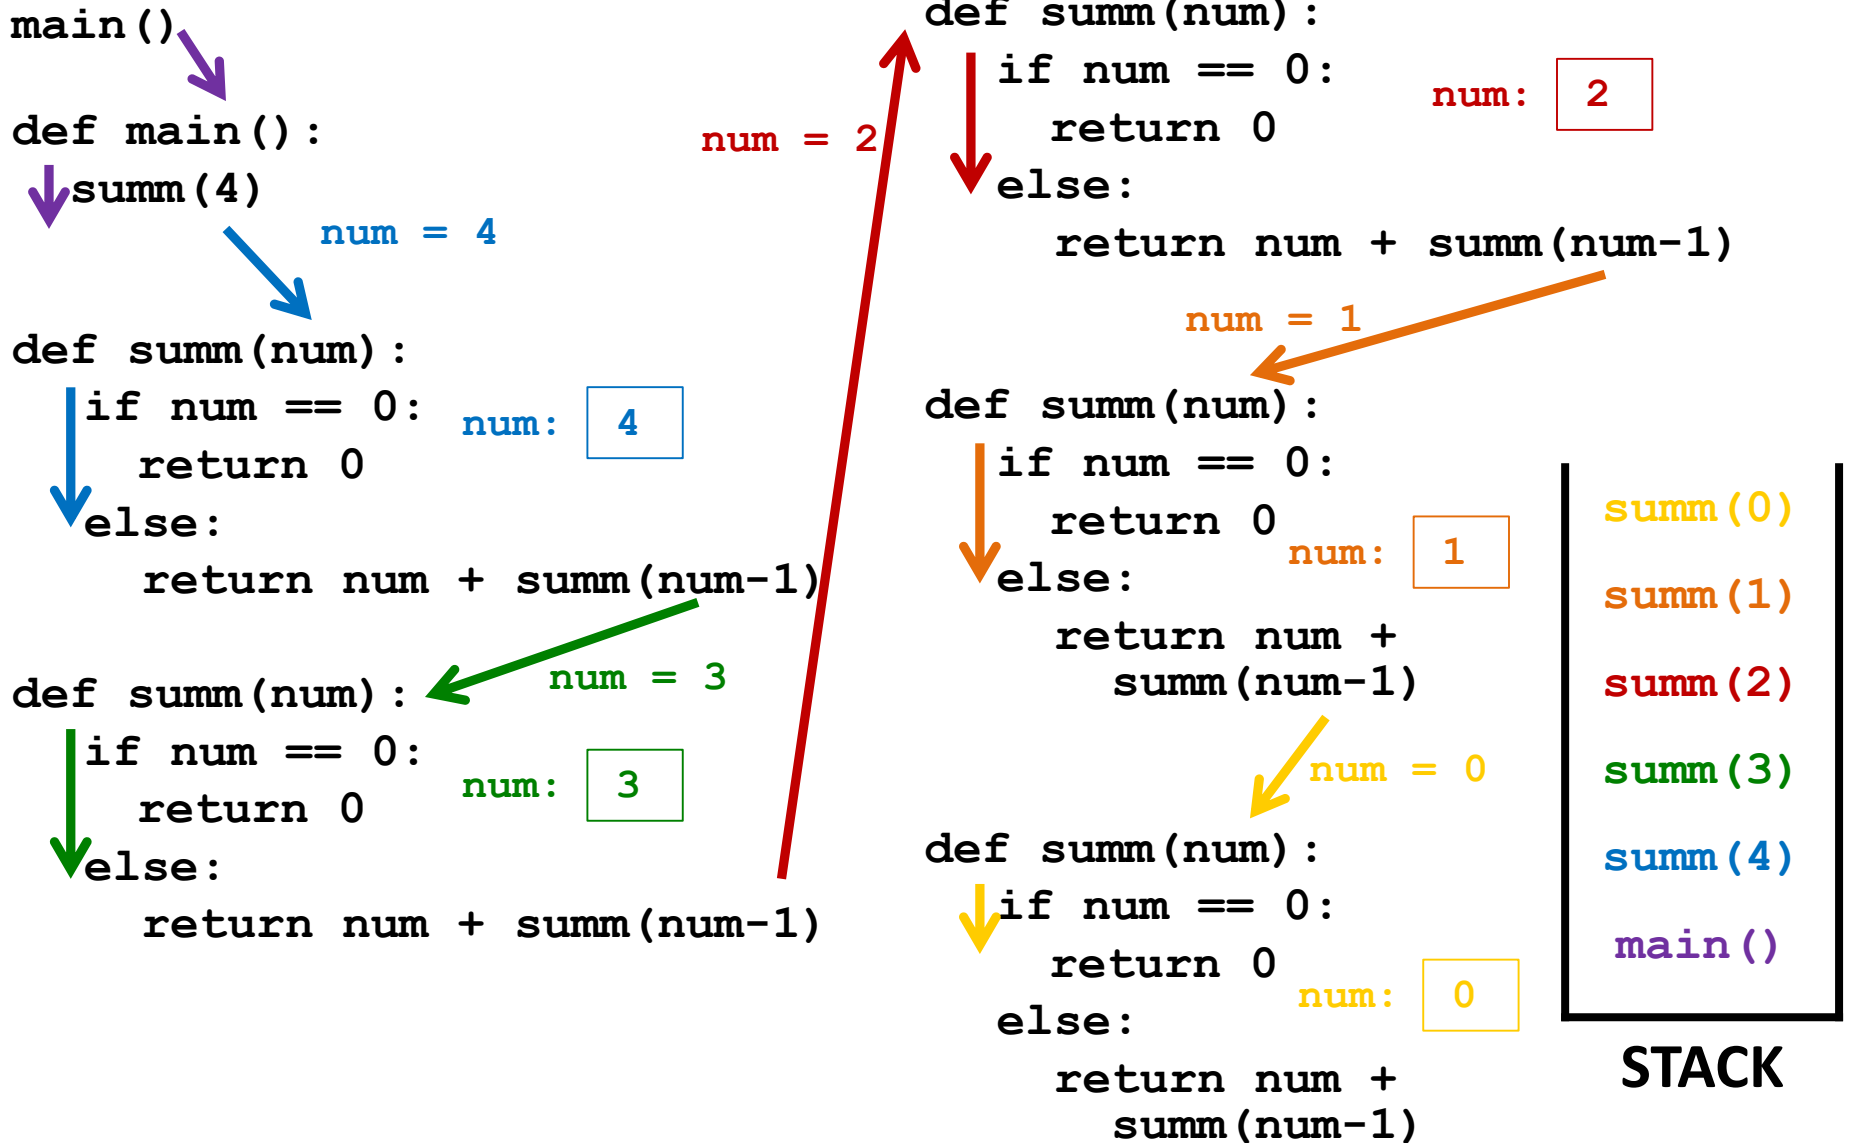 main()
def main():
summ(4)
num = 4
def summ(num):
if num == 0:
num: 4
return 0
else:
return num + summ(num-1)
num = 3
def summ(num):
if num == 0:
num: 3
return 0
else:
return num + summ(num-1)
num = 2
def summ(num):
if num == 0:
num: 2
return 0
else:
return num + summ(num-1)
num = 1
def summ(num):
if num == 0:
return 0
num: 1
else:
return num +
summ(num-1)
num = 0
def summ(num):
if num == 0:
return 0
num: 0
else:
return num +
summ(num-1)
summ(0)
summ(1)
summ(2)
summ(3)
summ(4)
main()
STACK